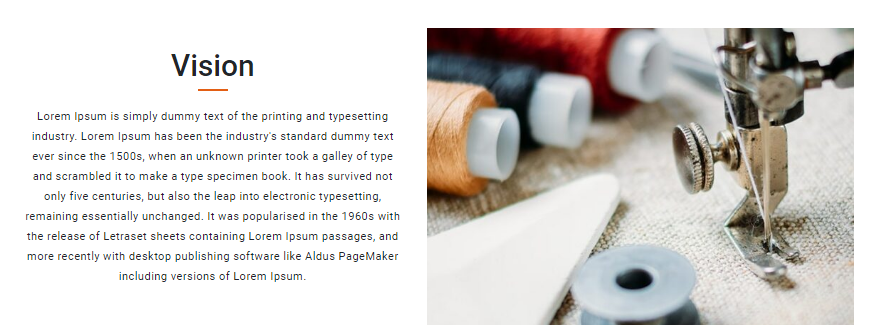 Vision
Lorem Ipsum is simply dummy text of the printing and typesetting
industry. Lorem Ipsum has been the industry's standard dummy text
ever since the 1500s, when an unknown printer took a galley of type
and scrambled it to make a type specimen book. It has survived not
only five centuries, but also the leap into electronic typesetting,
remaining essentially unchanged. It was popularised in the 1960s with
the release of Letraset sheets containing Lorem Ipsum passages, and
more recently with desktop publishing software like Aldus PageMaker
including versions of Lorem Ipsum.